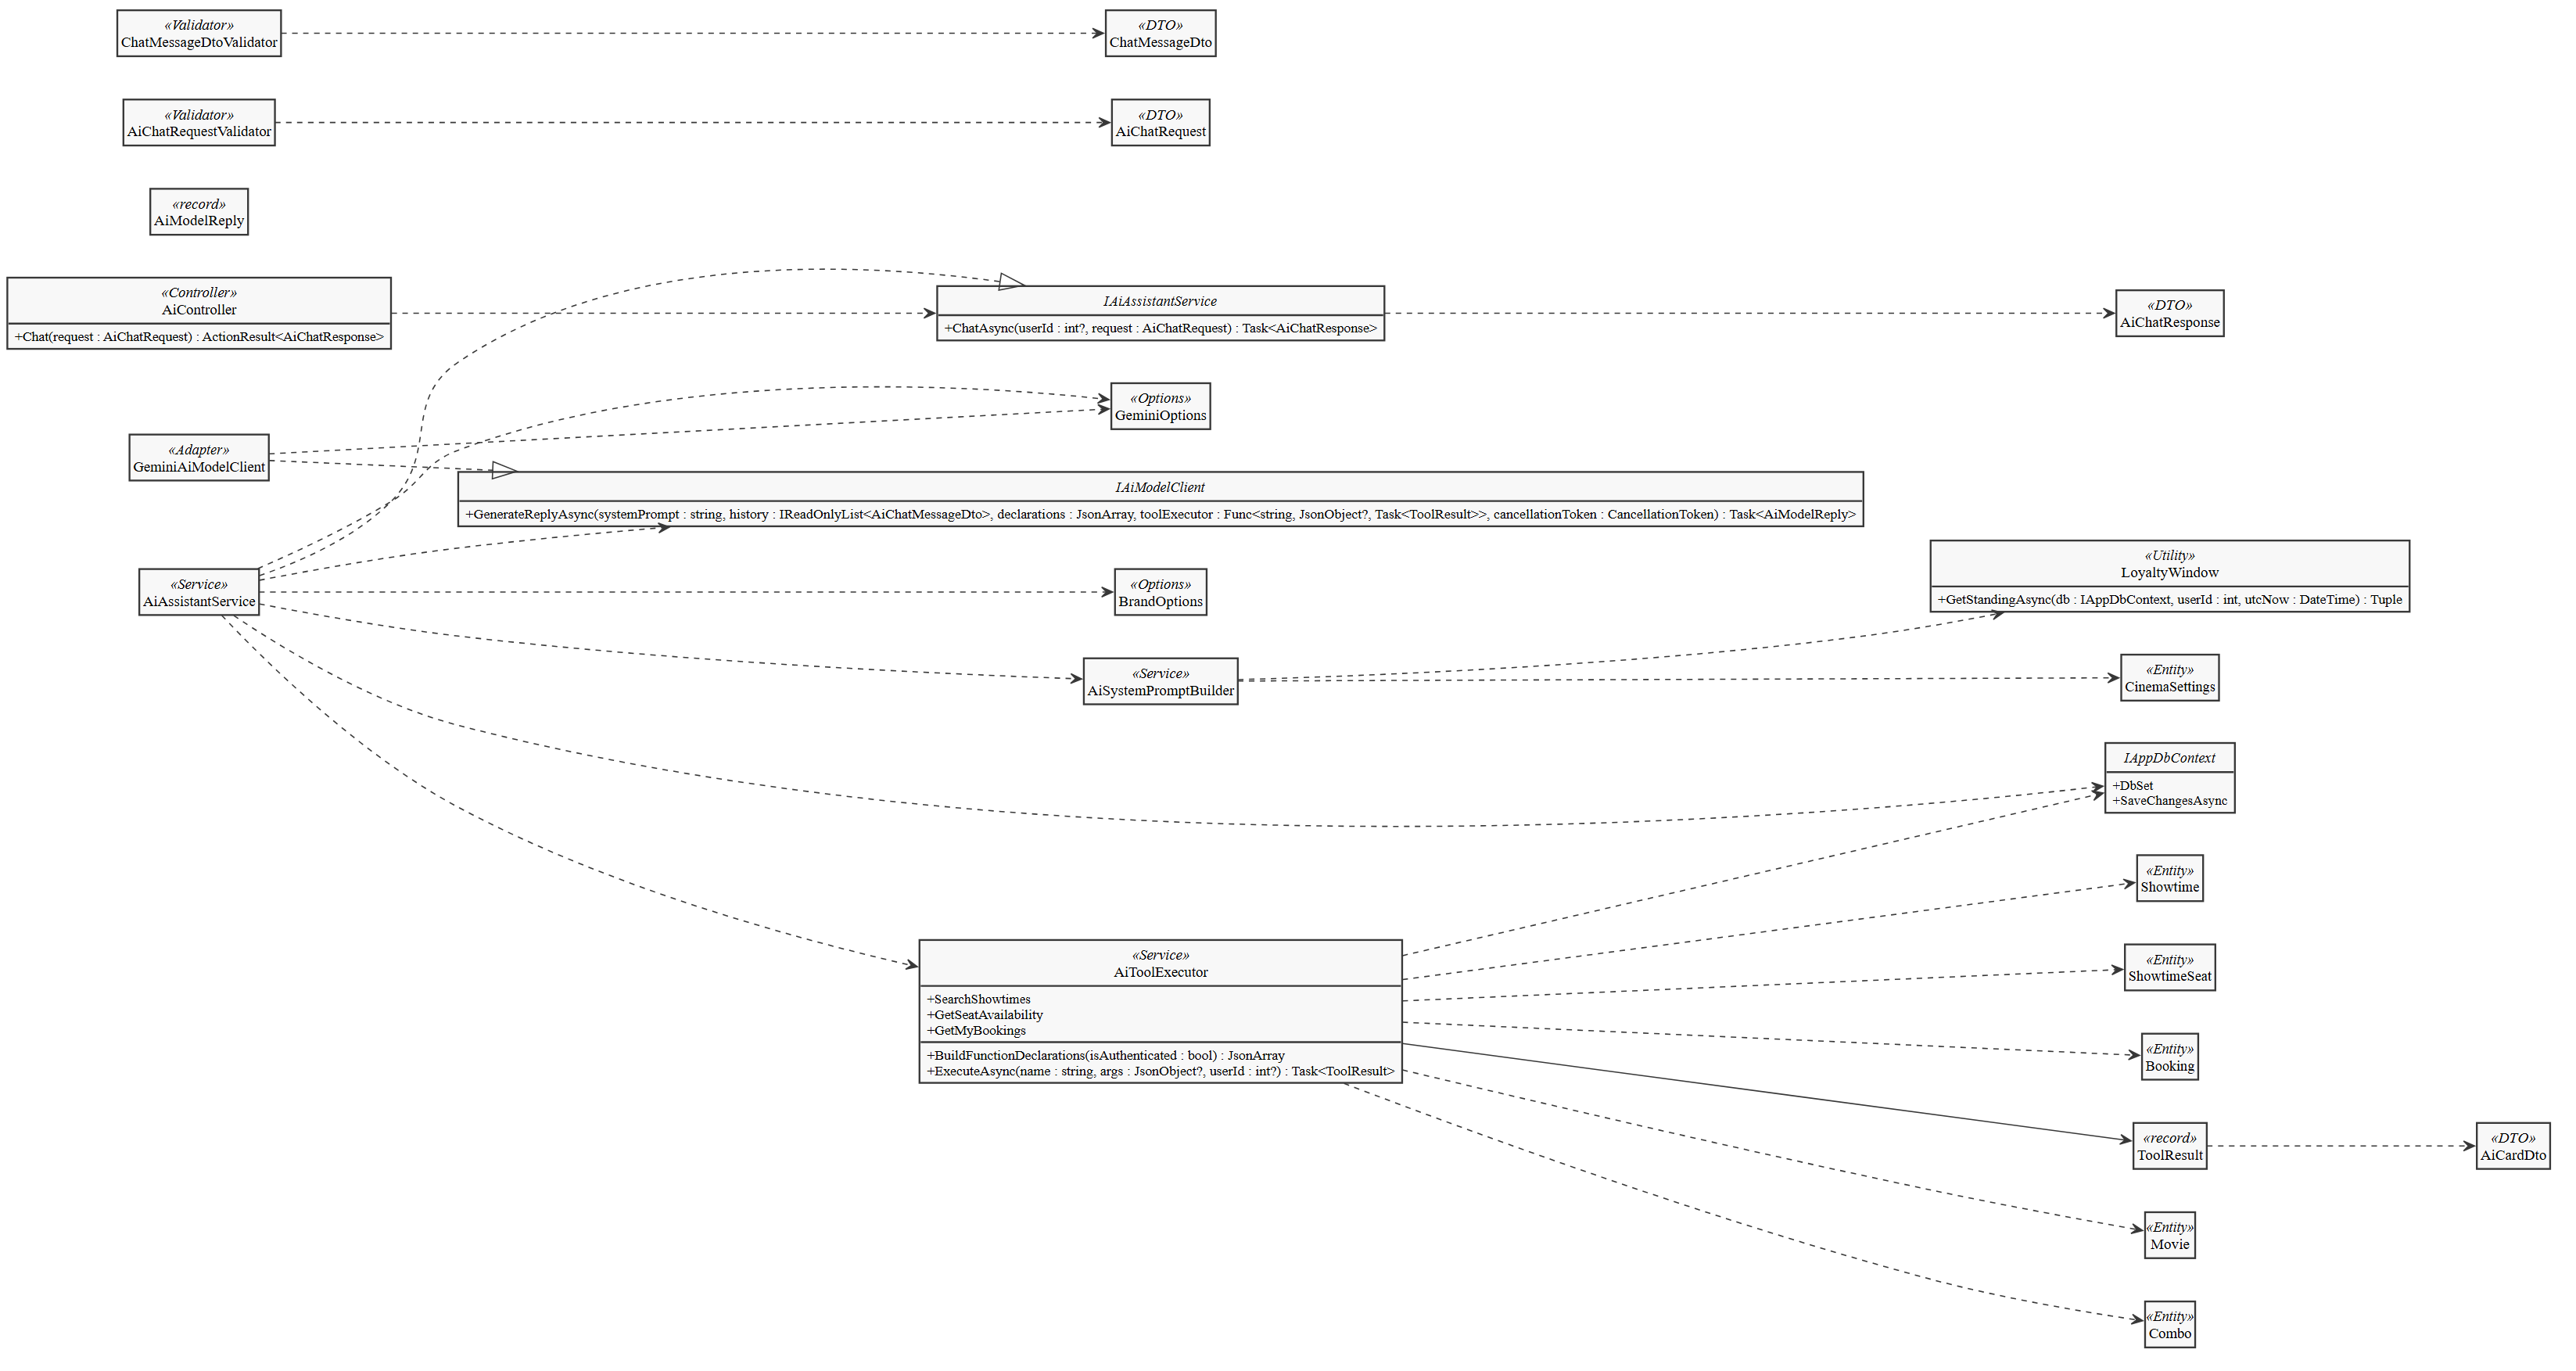 «Validator»
ChatMessageDtoValidator
«DTO»
ChatMessageDto
«Validator»
AiChatRequestValidator
«DTO»
AiChatRequest
«record»
AiModelReply
«Controller»
AiController
+Chat(request : AiChatRequest) : ActionResult<AiChatResponse>
IAiAssistantService
+ChatAsync(userId : int?, request : AiChatRequest) : Task<AiChatResponse>
«DTO»
AiChatResponse
«Options»
GeminiOptions
«Adapter»
GeminiAiModelClient
IAiModelClient
+GenerateReplyAsync(systemPrompt : string, history : IReadOnlyList<AiChatMessageDto>, declarations : JsonArray, toolExecutor : Func<string, JsonObject?, Task<ToolResult>>, cancellationToken : CancellationToken) : Task<AiModelReply>
«Service»
AiAssistantService
«Options»
BrandOptions
«Utility»
LoyaltyWindow
+GetStandingAsync(db : IAppDbContext, userId : int, utcNow : DateTime) : Tuple
«Service»
AiSystemPromptBuilder
«Entity»
CinemaSettings
IAppDbContext
+DbSet
+SaveChangesAsync
«Entity»
Showtime
«Service»
AiToolExecutor
+SearchShowtimes
+GetSeatAvailability
+GetMyBookings
+BuildFunctionDeclarations(isAuthenticated : bool) : JsonArray
+ExecuteAsync(name : string, args : JsonObject?, userId : int?) : Task<ToolResult>
«Entity»
ShowtimeSeat
«Entity»
Booking
«record»
ToolResult
«DTO»
AiCardDto
«Entity»
Movie
«Entity»
Combo